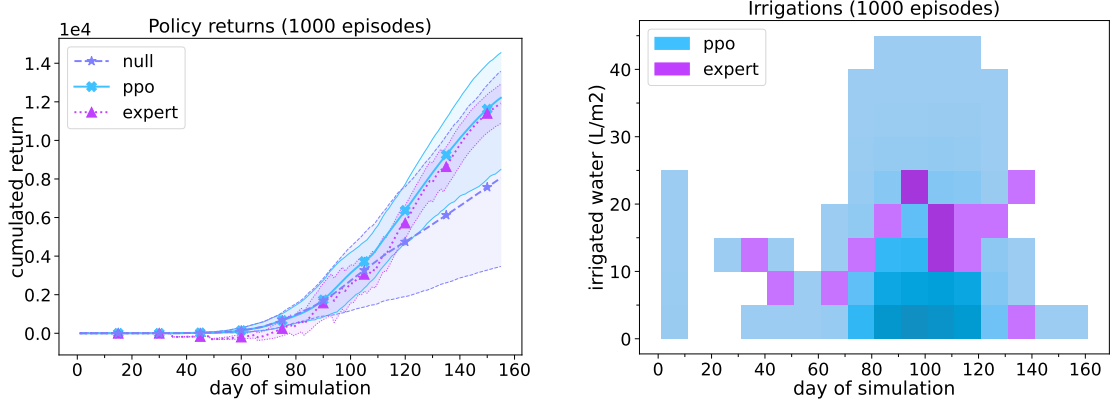 Policy returns (1000 episodes)
1e4
cumulated return
1.4
1.2
1.0
0.8
0.6
0.4
0.2
0.0
null
ppo
expert
0 20 40 60 80 100 120 140 160
day of simulation
Irrigations (1000 episodes)
irrigated water (L/m2)
40
30
20
10
0
ppo
expert
0 20 40 60 80 100 120 140 160
day of simulation